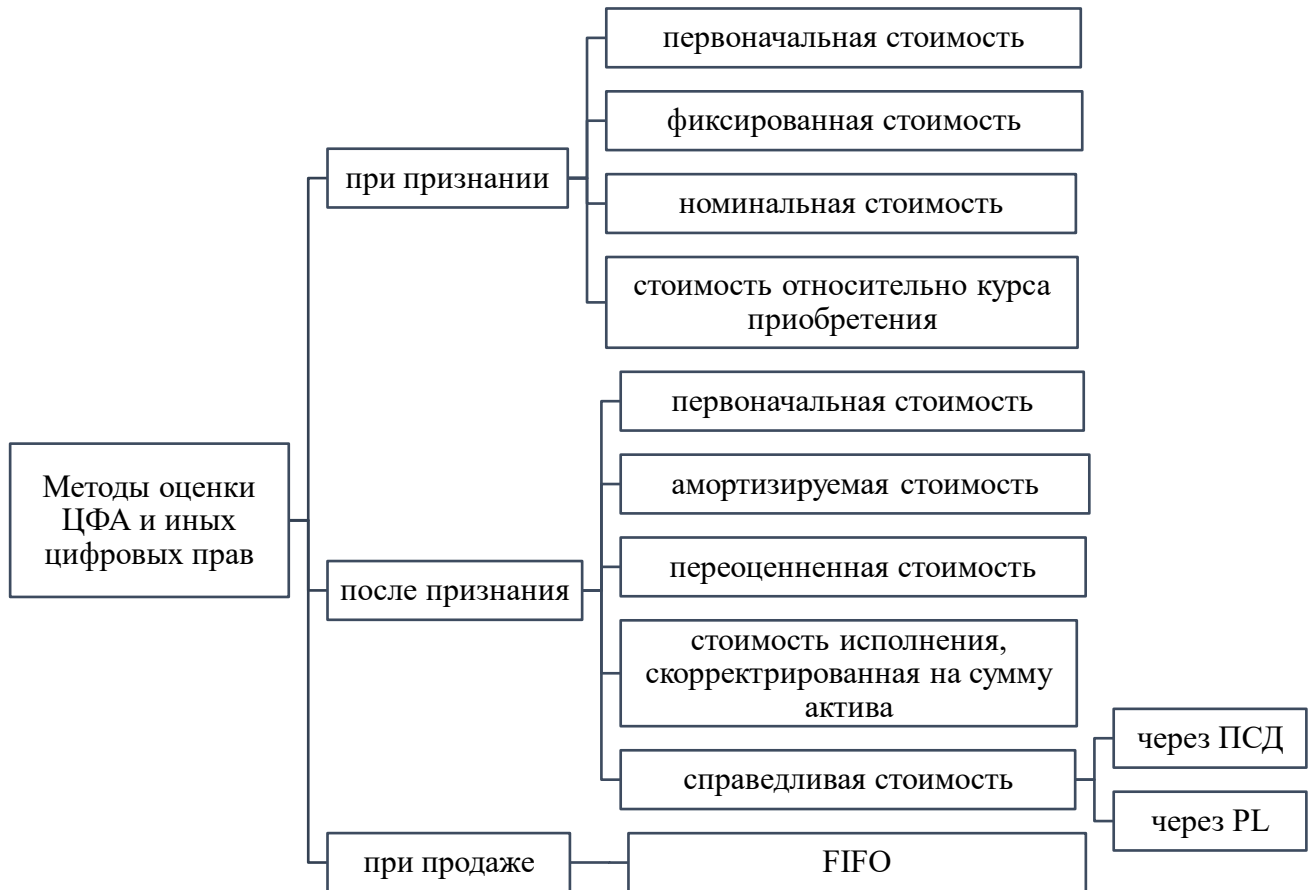 Методы оценки
ЦФА и иных
цифровых прав
при признании
первоначальная стоимость
фиксированная стоимость
номинальная стоимость
стоимость относительно курса
приобретения
после признания
первоначальная стоимость
амортизируемая стоимость
переоценненная стоимость
стоимость исполнения,
скорректрированная на сумму
актива
справедливая стоимость
через ПСД
через PL
при продаже
FIFO